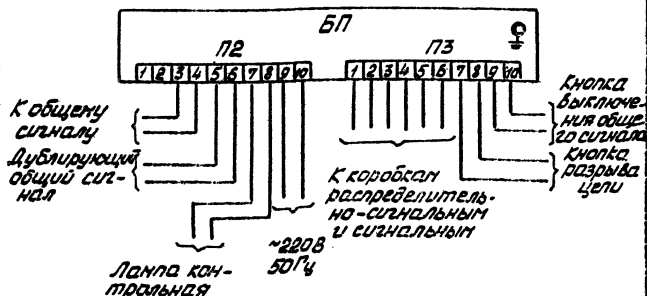 БП
П2 П3
1 2 3 4 5 6 7 8 9 10 1 2 3 4 5 6 7 8 9 10
К общему
сигналу
Дублирующий
общий сиг-
нал
Лампа кон-
трольная
~220В
50Гц
К коробкам
распределитель-
но-сигнальным
и сигнальным
Кнопка
выключе-
ния обще-
го сигнала
Кнопка
разрыва
цепи